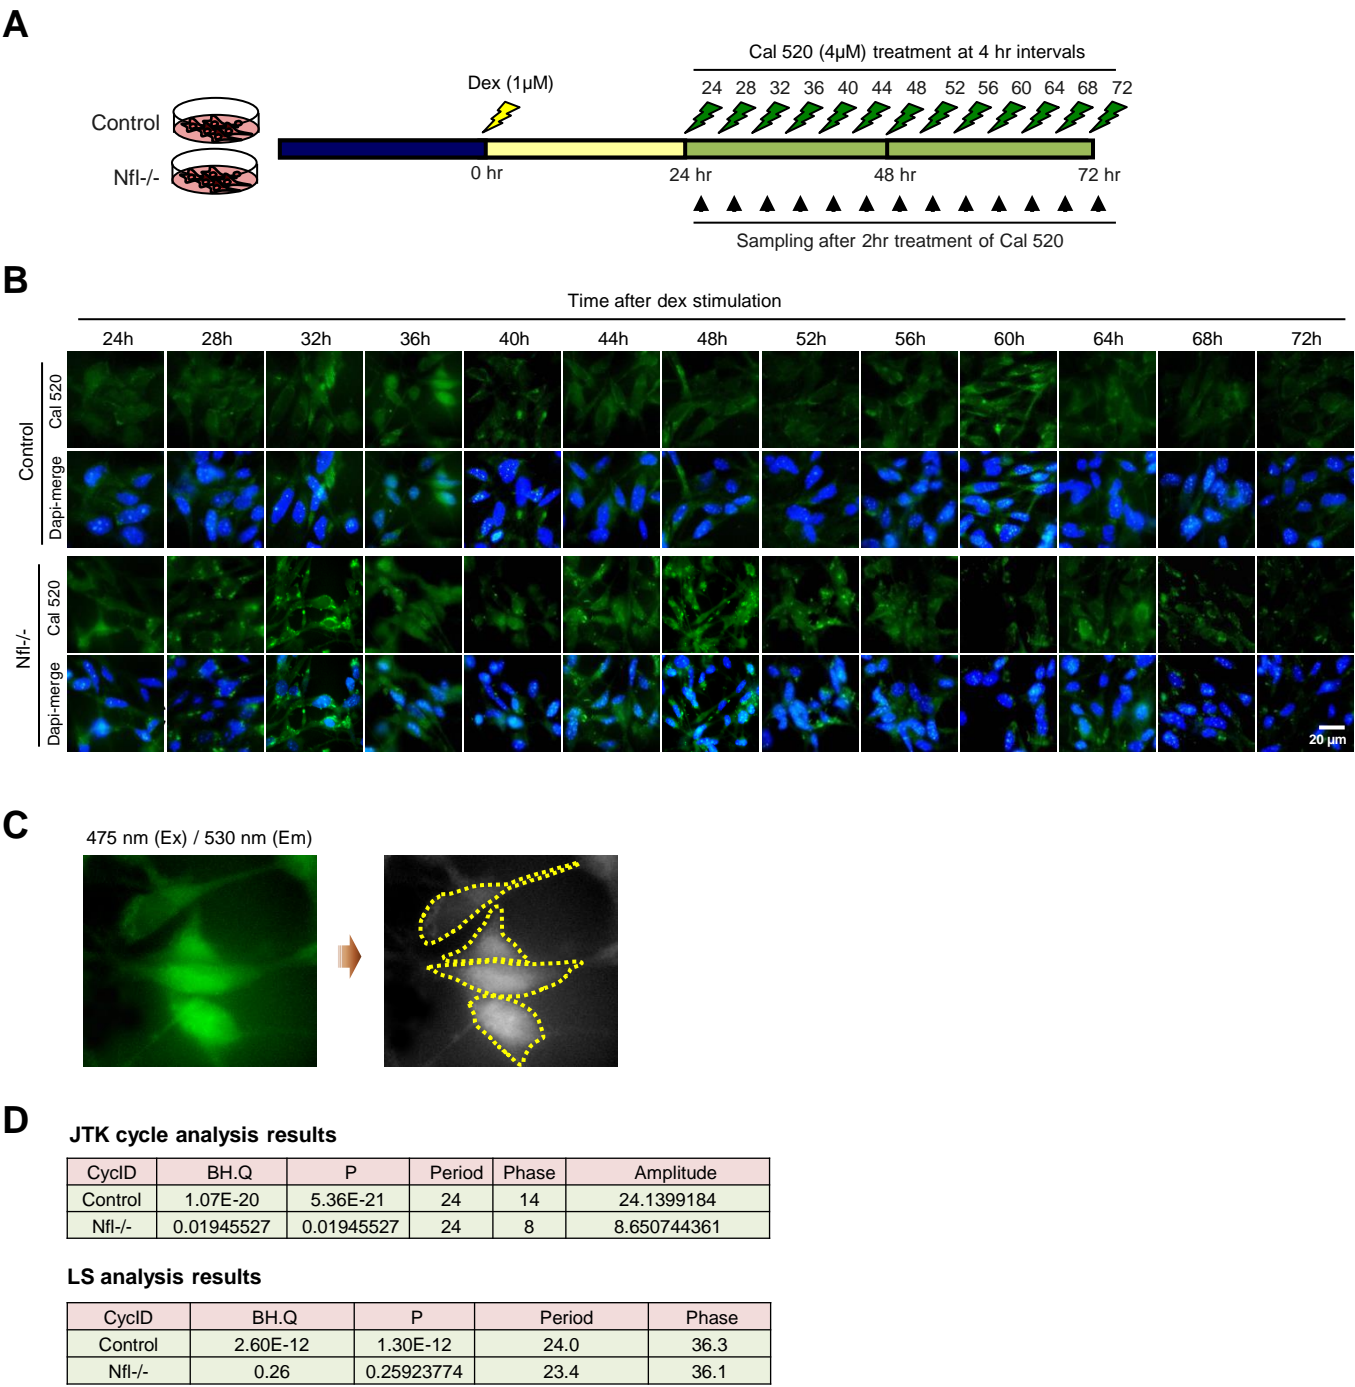 A
Cal 520 (4μM) treatment at 4 hr intervals
Dex (1μM)
24 28 32 36 40 44 48 52 56 60 64 68 72
Control
Nfl-/-
0 hr 24 hr 48 hr 72 hr
Sampling after 2hr treatment of Cal 520
B
Time after dex stimulation
24h 28h 32h 36h 40h 44h 48h 52h 56h 60h 64h 68h 72h
Control
Cal 520
Dapi-merge
Nfl-/-
Cal 520
Dapi-merge
20 μm
C
475 nm (Ex) / 530 nm (Em)
D
JTK cycle analysis results
CycID BH.Q P Period Phase Amplitude
Control 1.07E-20 5.36E-21 24 14 24.1399184
Nfl-/- 0.01945527 0.01945527 24 8 8.650744361
LS analysis results
CycID BH.Q P Period Phase
Control 2.60E-12 1.30E-12 24.0 36.3
Nfl-/- 0.26 0.25923774 23.4 36.1